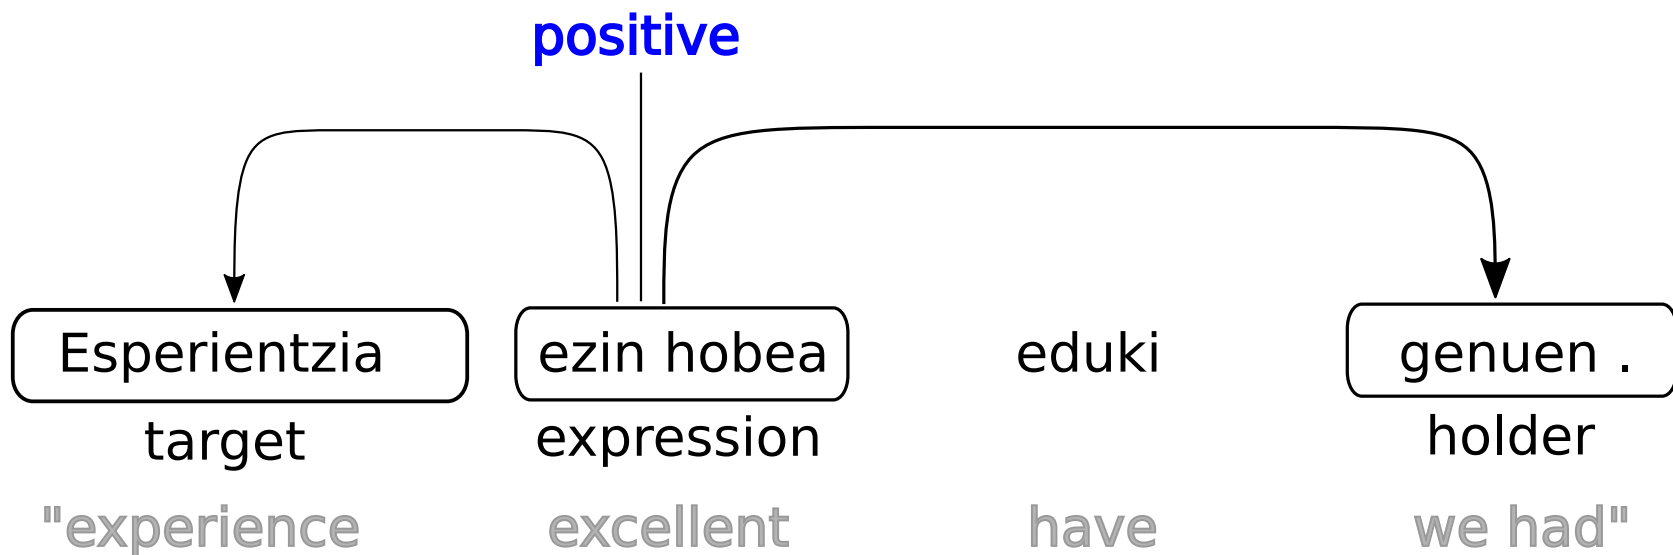 positive
Esperientzia ezin hobea eduki genuen .
target expression holder
"experience excellent have we had"